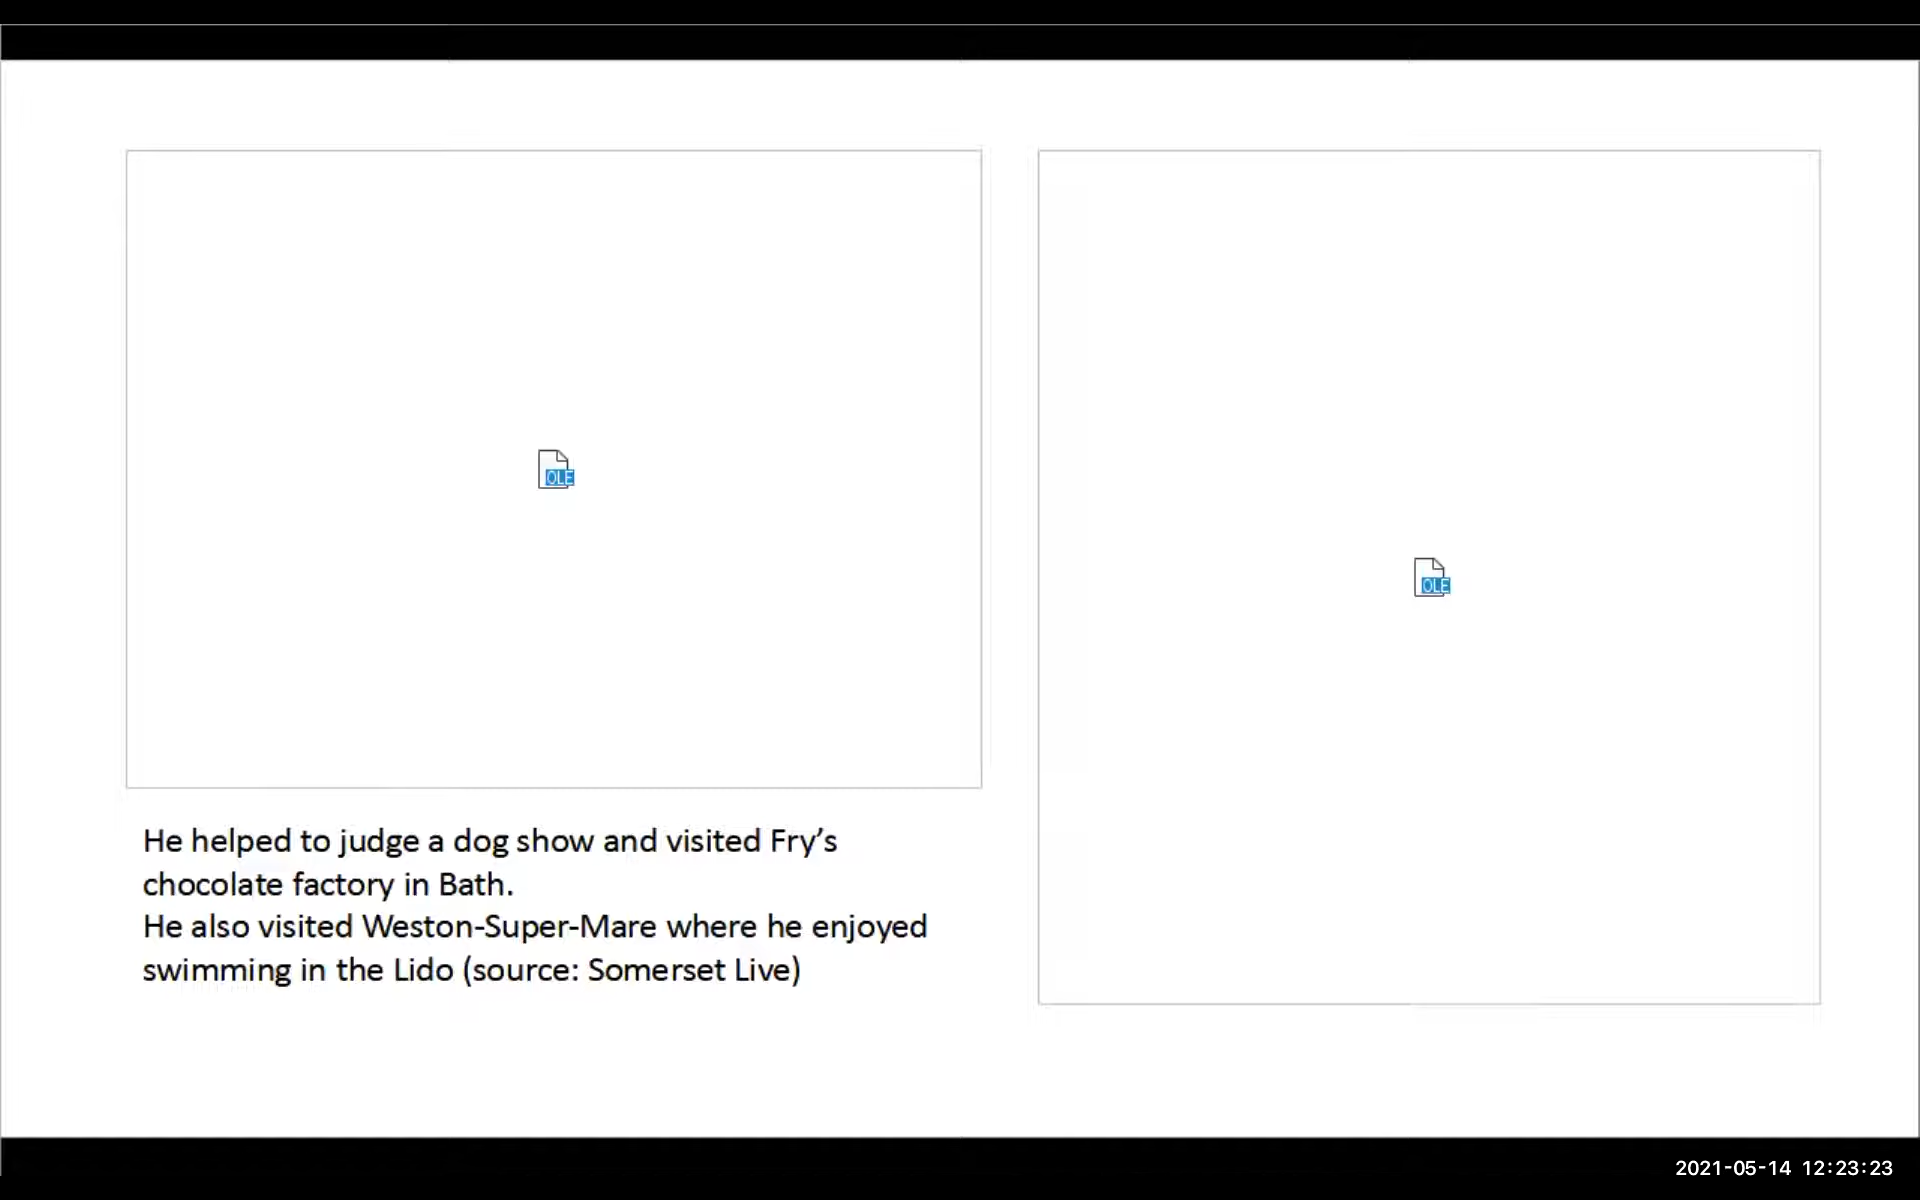 OLE
OLE
He helped to judge a dog show and visited Fry’s
chocolate factory in Bath.
He also visited Weston-Super-Mare where he enjoyed
swimming in the Lido (source: Somerset Live)
2021-05-14 12:23:23